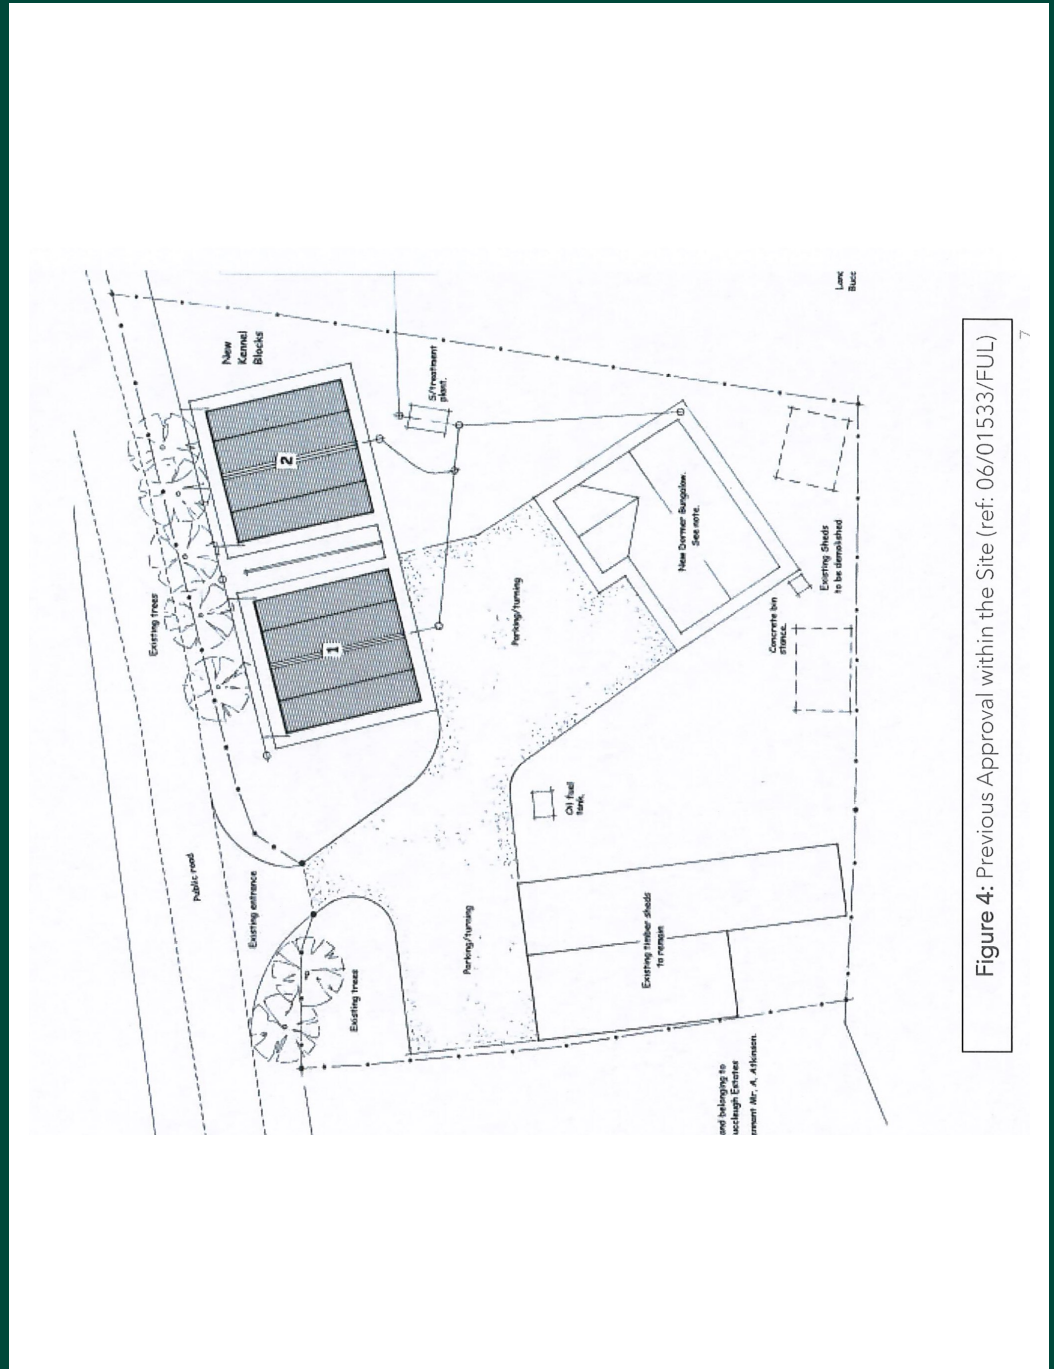 Lanc
Bucc
New
Kennel
Blocks
S/treatment
plant.
2
Existing trees
1
New Dormer Bungalow.
See note.
Parking/turning
Existing Sheds
to be demolished
Concrete bin
stance.
Oil fuel
tank.
Public road
Existing entrance
Existing trees
Parking/turning
Existing timber sheds
to remain
and belonging to
uccleugh Estates
ennant Mr. A. Atkinson.
Figure 4: Previous Approval within the Site (ref: 06/01533/FUL)
7